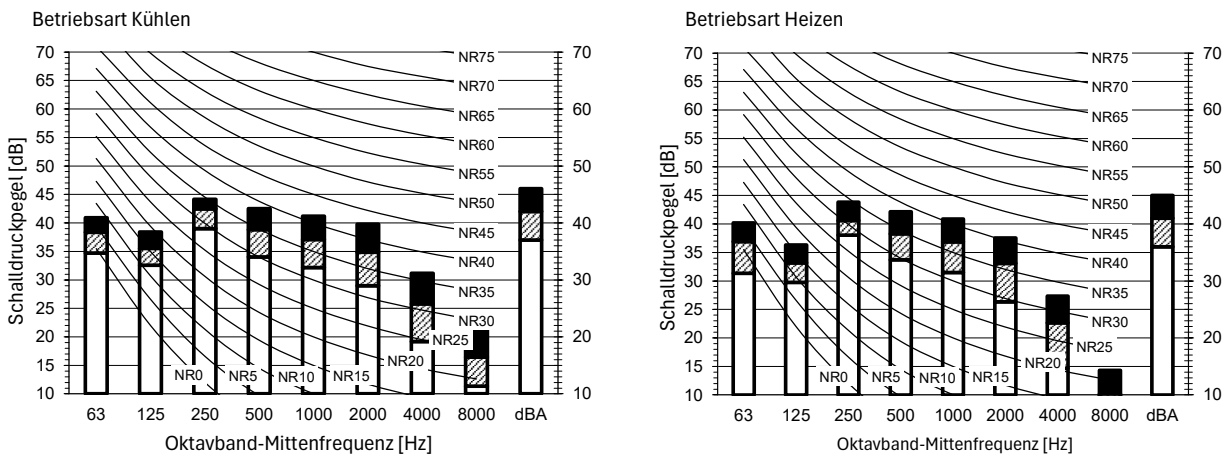 Betriebsart Kühlen
70
65
60
55
50
45
40
35
30
25
20
15
10
Schalldruckpegel [dB]
NR75
NR70
NR65
NR60
NR55
NR50
NR45
NR40
NR35
NR30
NR25
NR20
NR0 NR5 NR10 NR15
70
60
50
40
30
20
10
63 125 250 500 1000 2000 4000 8000 dBA
Oktavband-Mittenfrequenz [Hz]
Betriebsart Heizen
70
65
60
55
50
45
40
35
30
25
20
15
10
Schalldruckpegel [dB]
NR75
NR70
NR65
NR60
NR55
NR50
NR45
NR40
NR35
NR30
NR25
NR20
NR0 NR5 NR10 NR15
70
60
50
40
30
20
10
63 125 250 500 1000 2000 4000 8000 dBA
Oktavband-Mittenfrequenz [Hz]